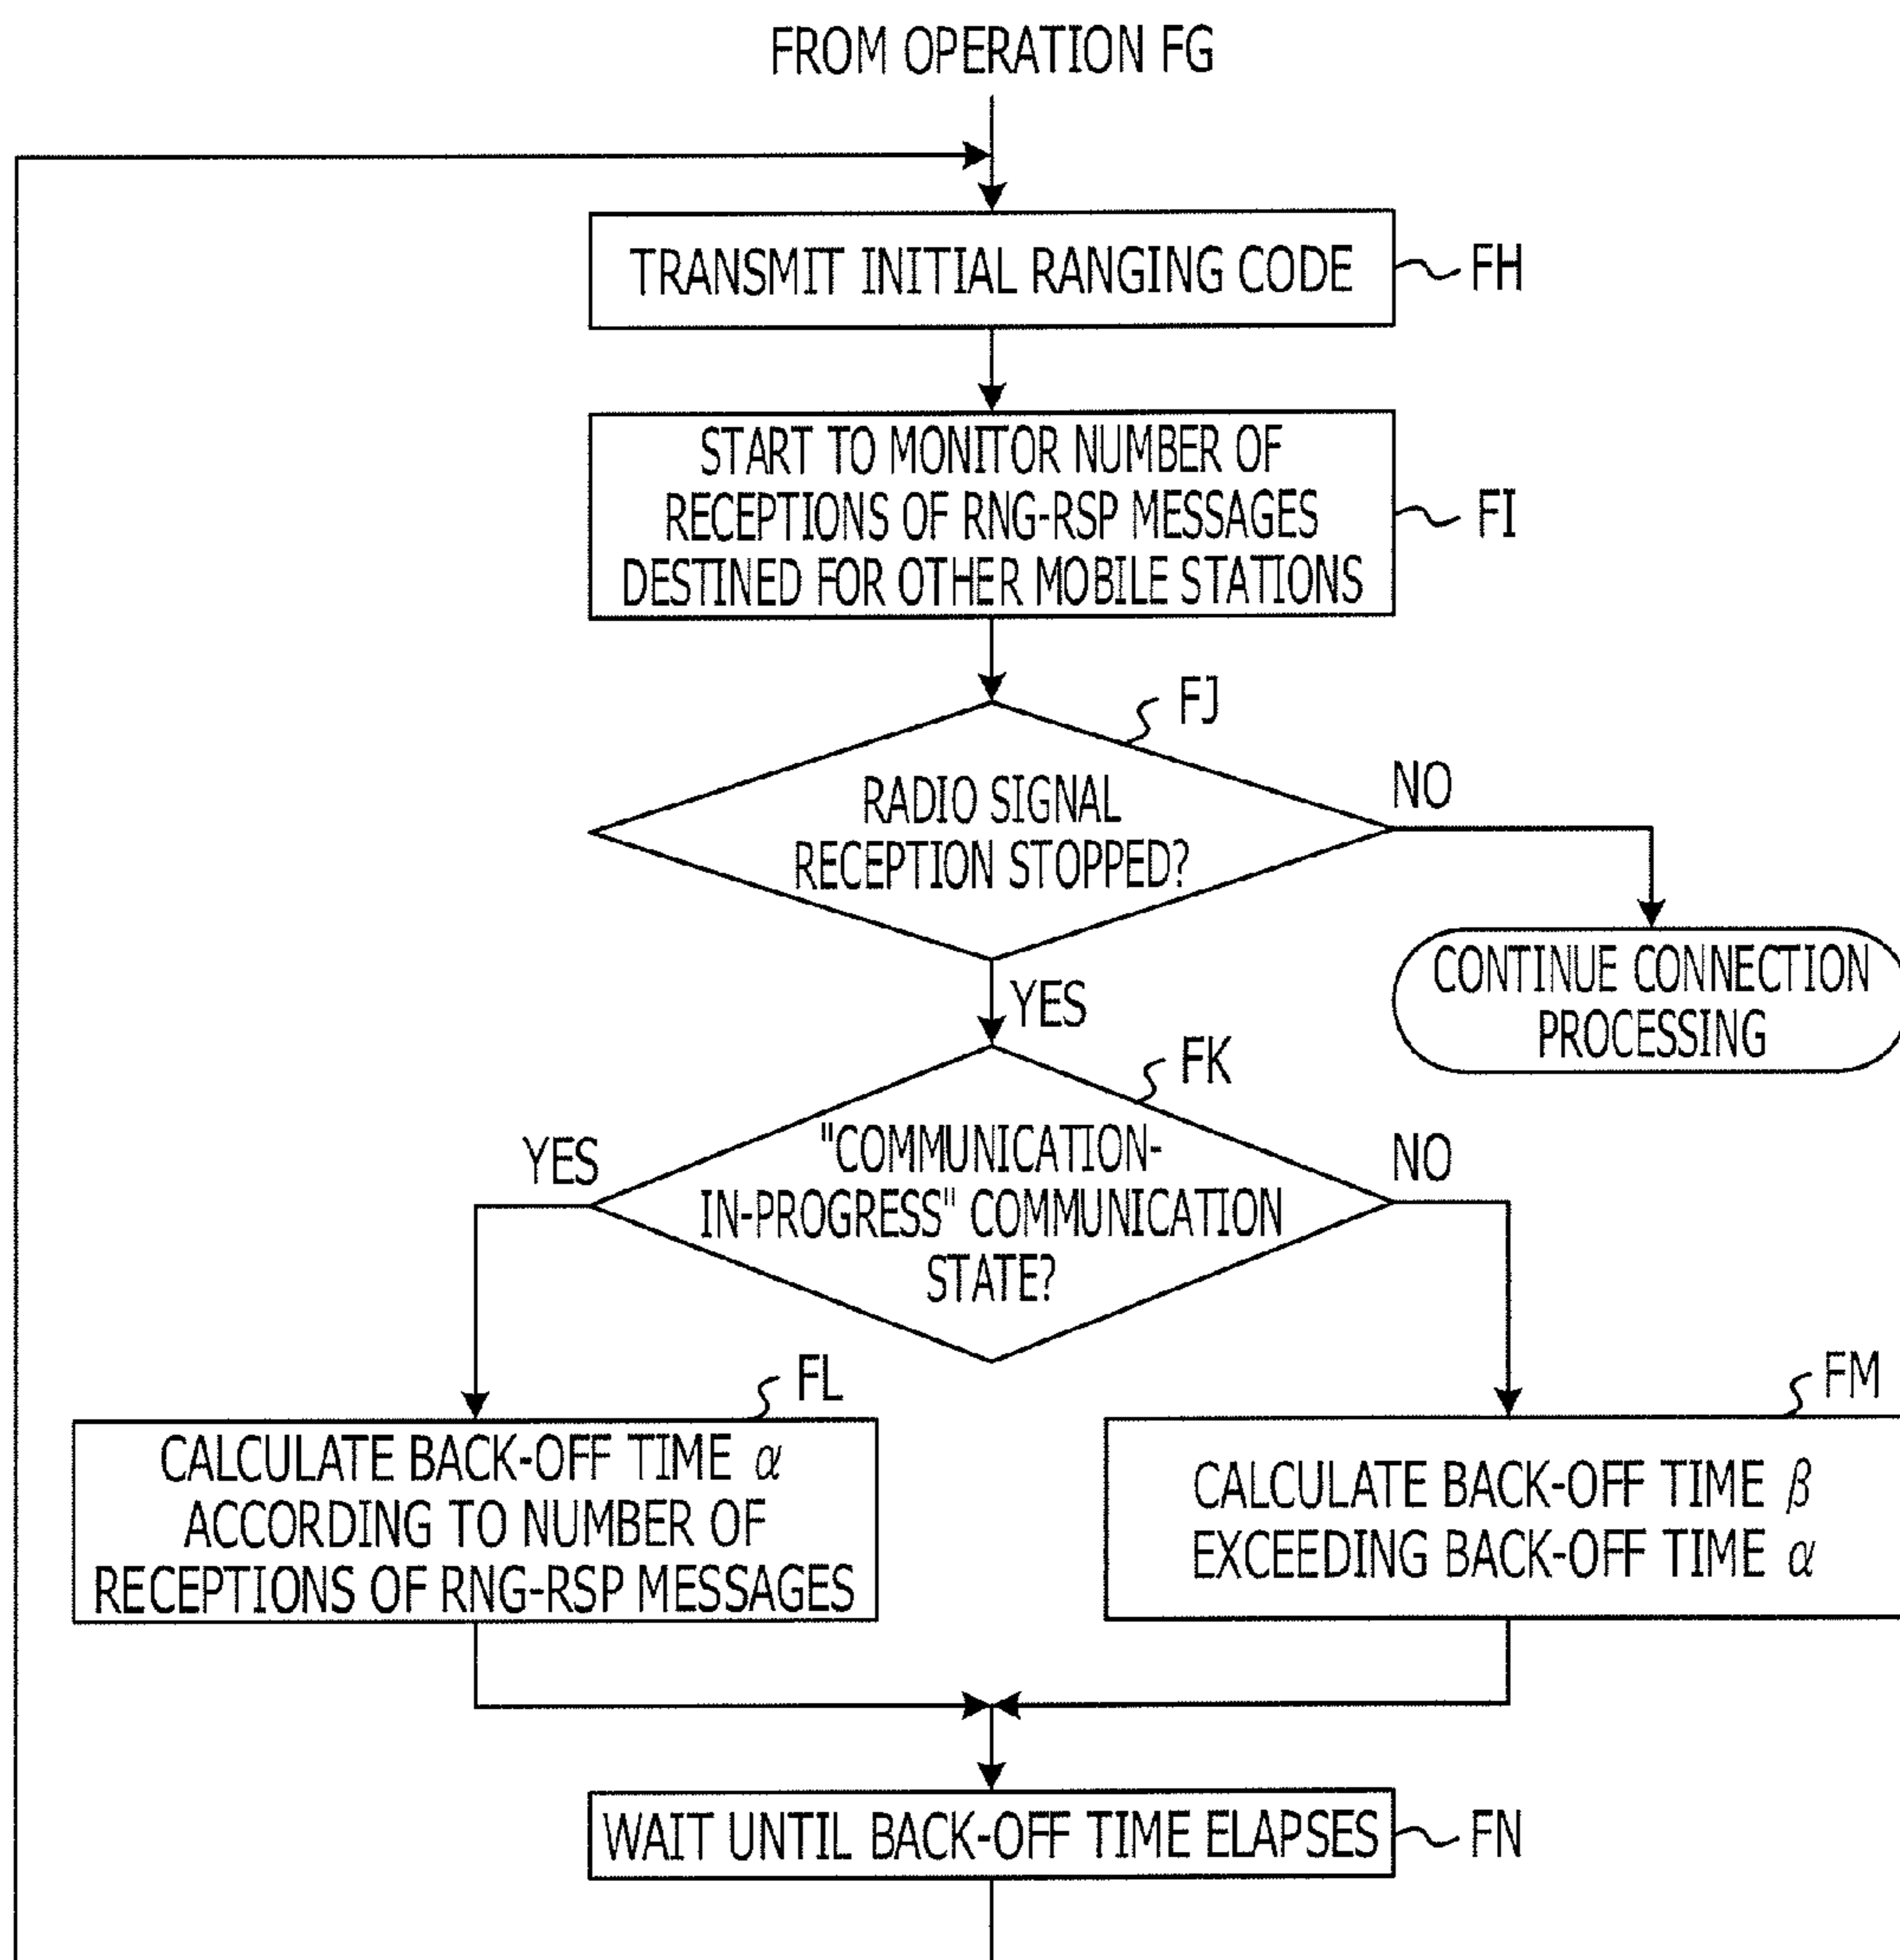 FROM OPERATION FG
TRANSMIT INITIAL RANGING CODE
FH
START TO MONITOR NUMBER OF
RECEPTIONS OF RNG-RSP MESSAGES
DESTINED FOR OTHER MOBILE STATIONS
FI
FJ
RADIO SIGNAL
RECEPTION STOPPED?
NO
CONTINUE CONNECTION
PROCESSING
YES
FK
"COMMUNICATION-
IN-PROGRESS" COMMUNICATION
STATE?
YES
NO
FL
CALCULATE BACK-OFF TIME α
ACCORDING TO NUMBER OF
RECEPTIONS OF RNG-RSP MESSAGES
FM
CALCULATE BACK-OFF TIME β
EXCEEDING BACK-OFF TIME α
WAIT UNTIL BACK-OFF TIME ELAPSES
FN